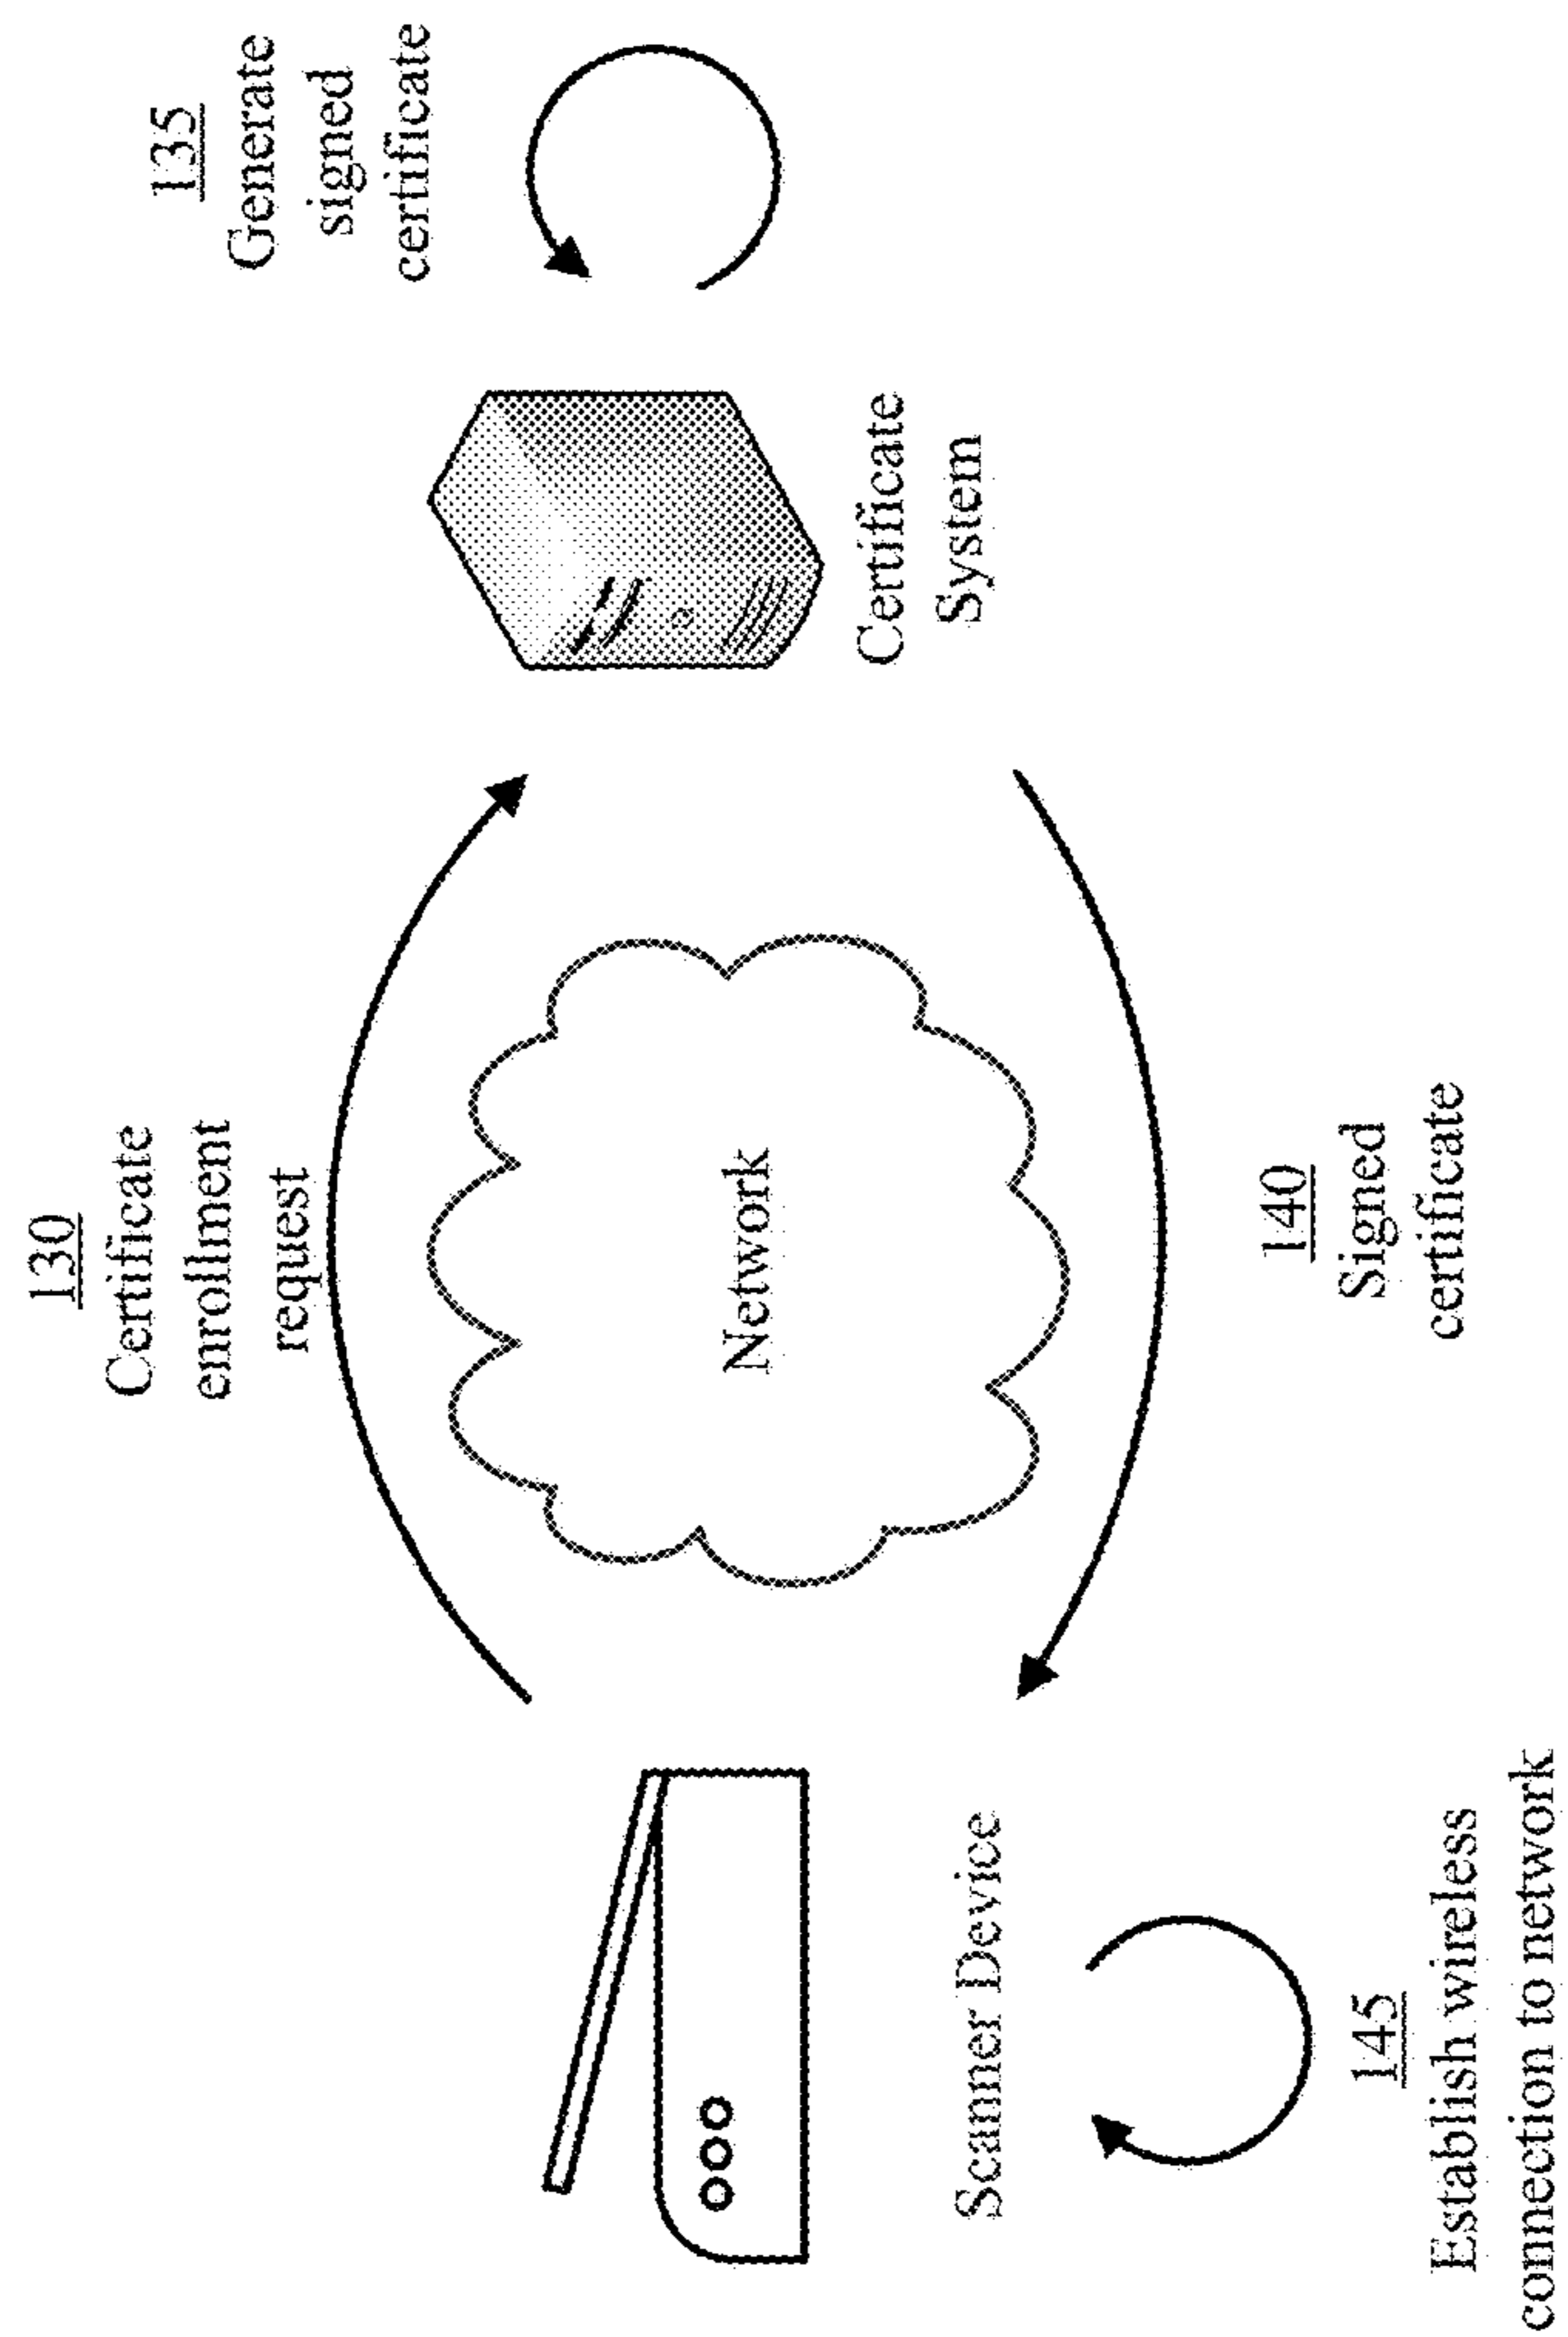 130
Certificate
enrollment
request
135
Generate
signed
certificate
Network
Certificate
System
Scanner Device
140
Signed
certificate
145
Establish wireless
connection to network